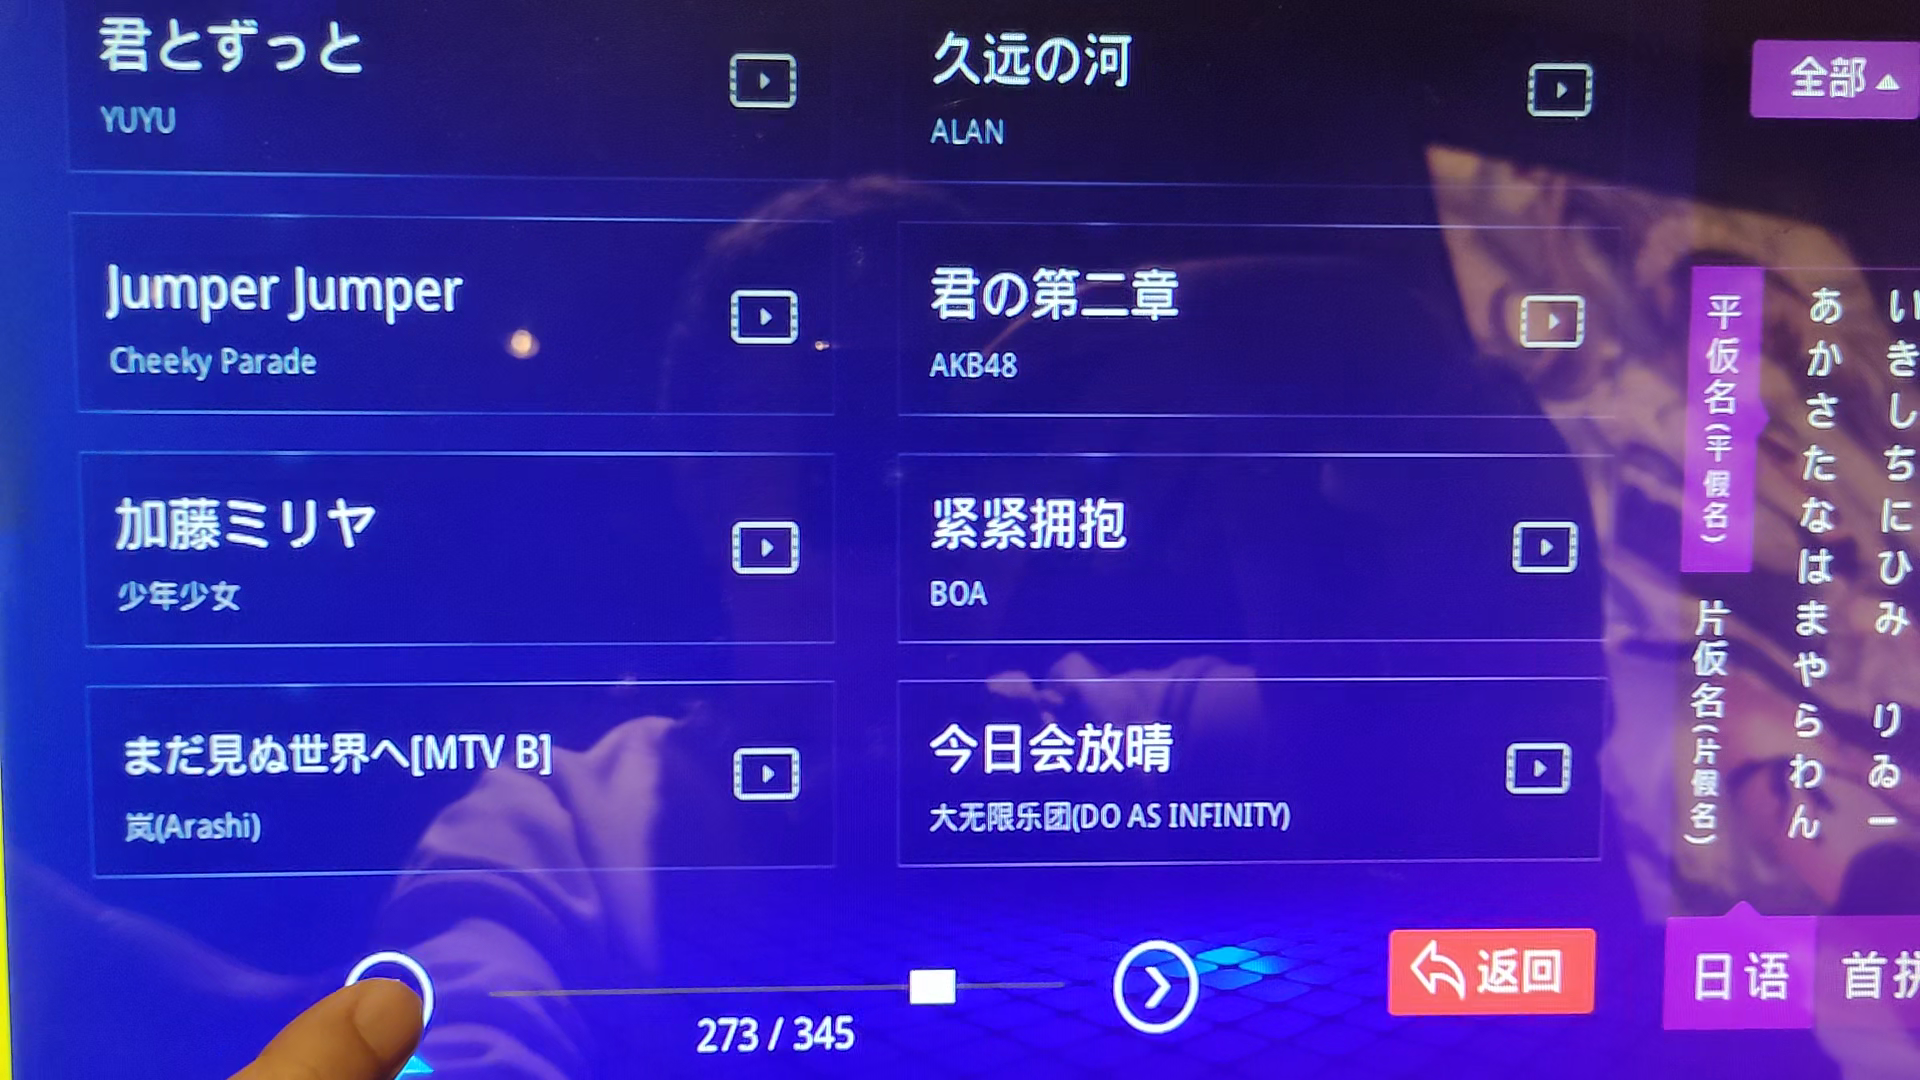 君とずっと
YUYU
久远の河
ALAN
全部
Jumper Jumper
Cheeky Parade
君の第二章
AKB48
加藤ミリヤ
少年少女
紧紧拥抱
BOA
まだ見ぬ世界へ[MTV B]
岚(Arashi)
今日会放晴
大无限乐团(DO AS INFINITY)
平仮名(平假名)
片仮名(片假名)
あかさたなはまやらわん
いきしちにひみ りゐー
273 / 345
返回
日语
首拼